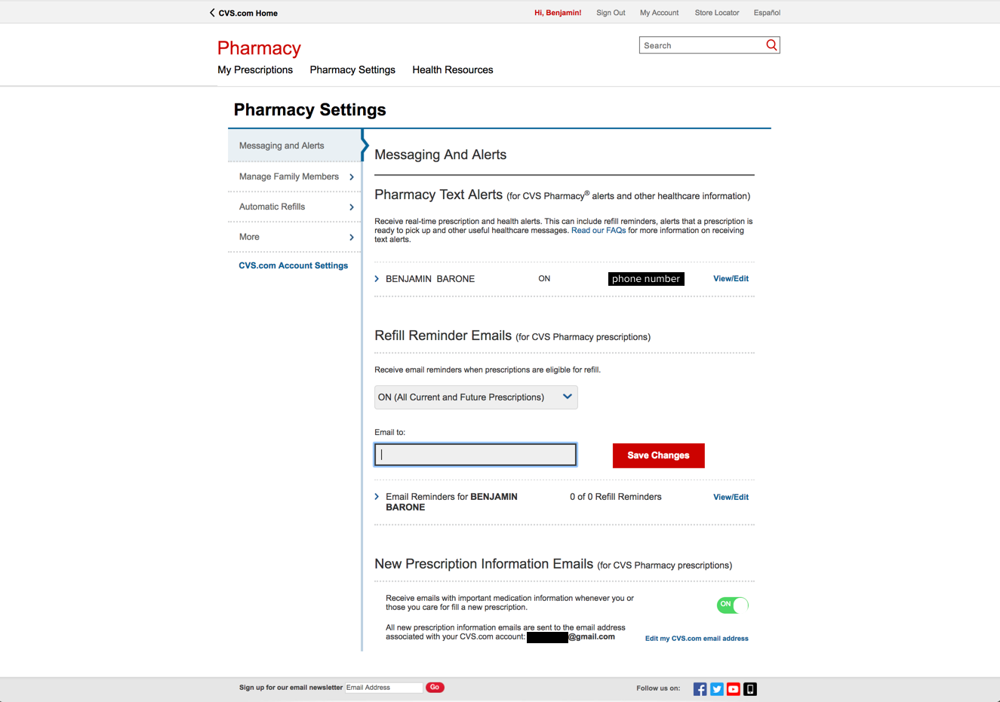 CVS.com Home
Hi, Benjamin!
Sign Out
My Account
Store Locator
Español
Pharmacy
Search
My Prescriptions
Pharmacy Settings
Health Resources
Pharmacy Settings
Messaging and Alerts
Manage Family Members
Automatic Refills
More
CVS.com Account Settings
Messaging And Alerts
Pharmacy Text Alerts (for CVS Pharmacy® alerts and other healthcare information)
Receive real-time prescription and health alerts. This can include refill reminders, alerts that a prescription is
ready to pick up and other useful healthcare messages. Read our FAQs for more information on receiving
text alerts.
BENJAMIN BARONE
ON
phone number
View/Edit
Refill Reminder Emails (for CVS Pharmacy prescriptions)
Receive email reminders when prescriptions are eligible for refill.
ON (All Current and Future Prescriptions)
Email to:
Save Changes
Email Reminders for BENJAMIN
BARONE
0 of 0 Refill Reminders
View/Edit
New Prescription Information Emails (for CVS Pharmacy prescriptions)
Receive emails with important medication information whenever you or
those you care for fill a new prescription.
ON
All new prescription information emails are sent to the email address
associated with your CVS.com account: @gmail.com
Edit my CVS.com email address
Sign up for our email newsletter
Email Address
Go
Follow us on: